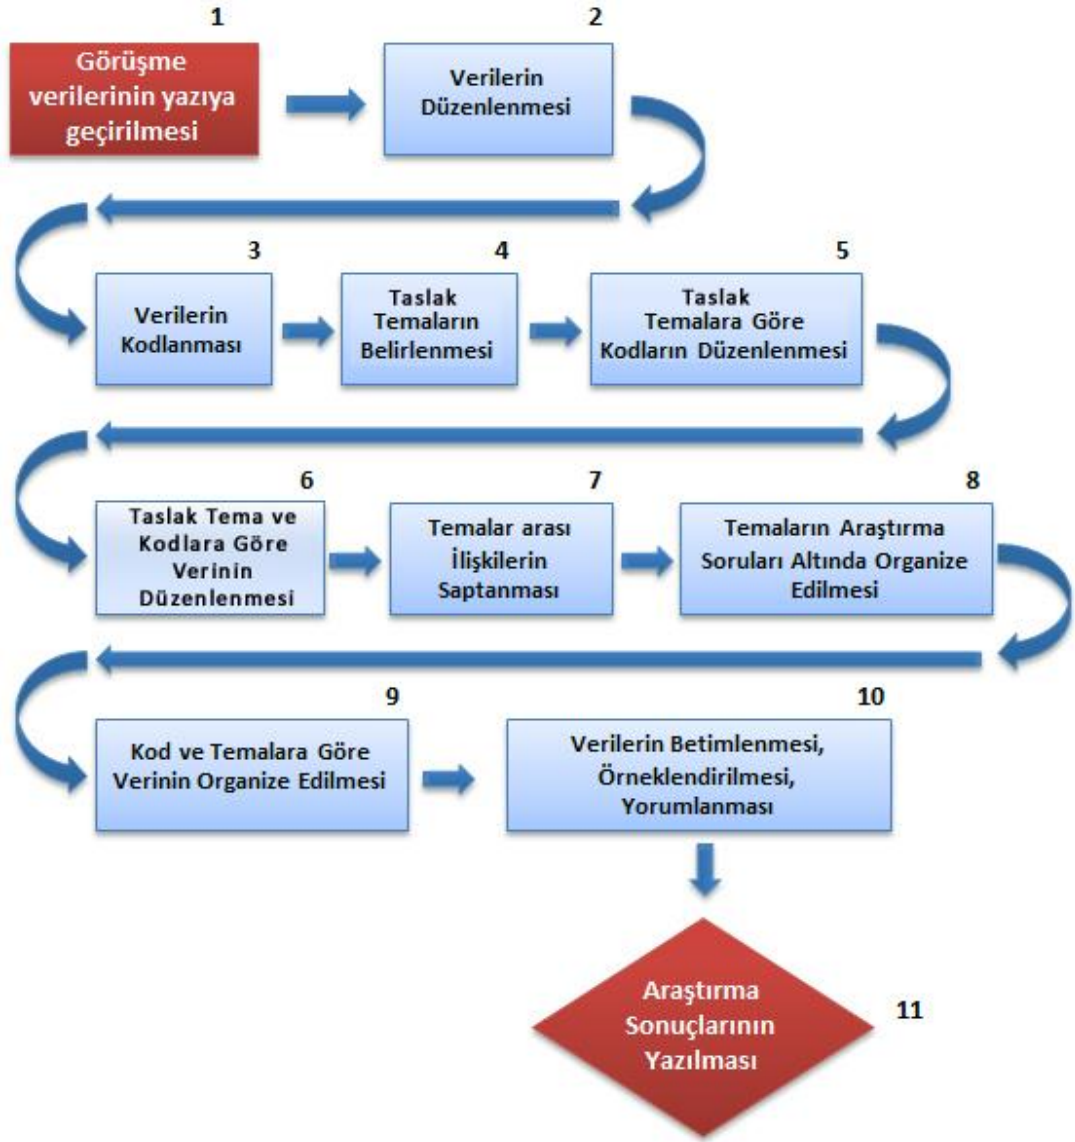 1
Görüşme
verilerinin yazıya
geçirilmesi
2
Verilerin
Düzenlenmesi
3
Verilerin
Kodlanması
4
Taslak
Temaların
Belirlenmesi
5
Taslak
Temalara Göre
Kodların Düzenlenmesi
6
Taslak Tema ve
Kodlara Göre
Verinin
Düzenlenmesi
7
Temalar arası
İlişkilerin
Saptanması
8
Temaların Araştırma
Soruları Altında Organize
Edilmesi
9
Kod ve Temalara Göre
Verinin Organize Edilmesi
10
Verilerin Betimlenmesi,
Örneklendirilmesi,
Yorumlanması
Araştırma
Sonuçlarının
Yazılması
11